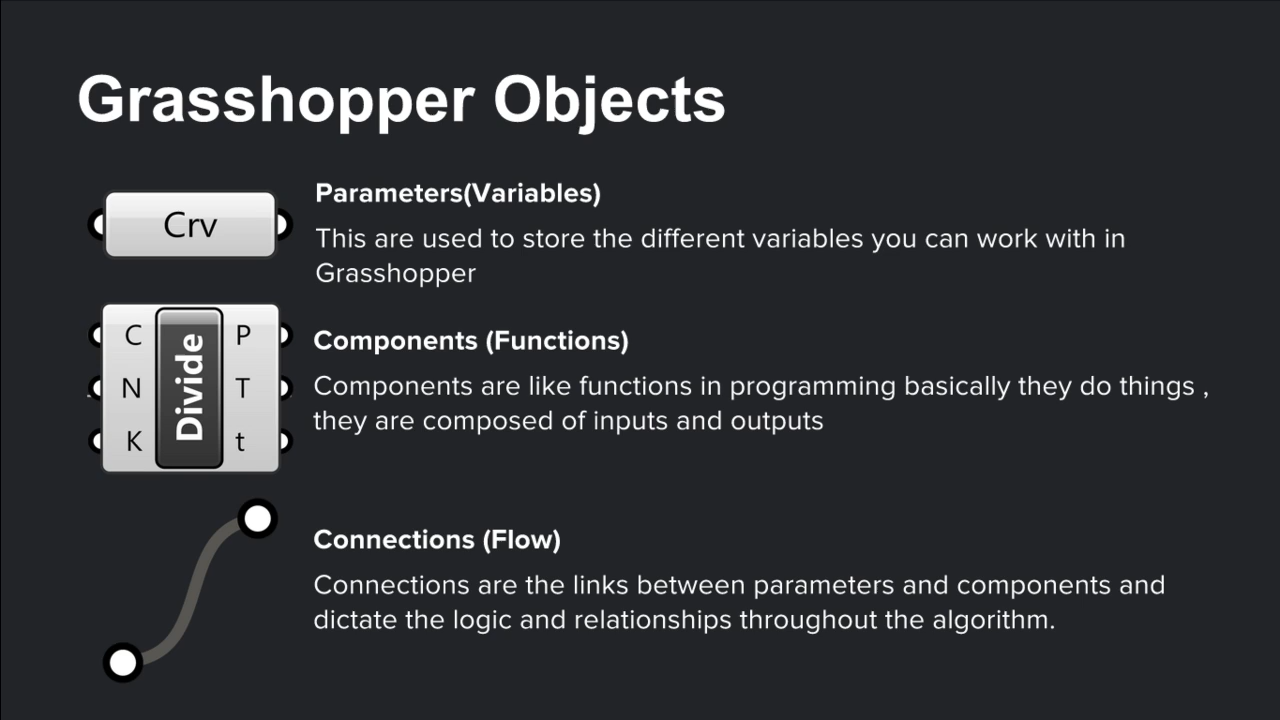 Grasshopper Objects
Crv
Parameters(Variables)
This are used to store the different variables you can work with in
Grasshopper
C
N
K
Divide
P
T
t
Components (Functions)
Components are like functions in programming basically they do things ,
they are composed of inputs and outputs
Connections (Flow)
Connections are the links between parameters and components and
dictate the logic and relationships throughout the algorithm.